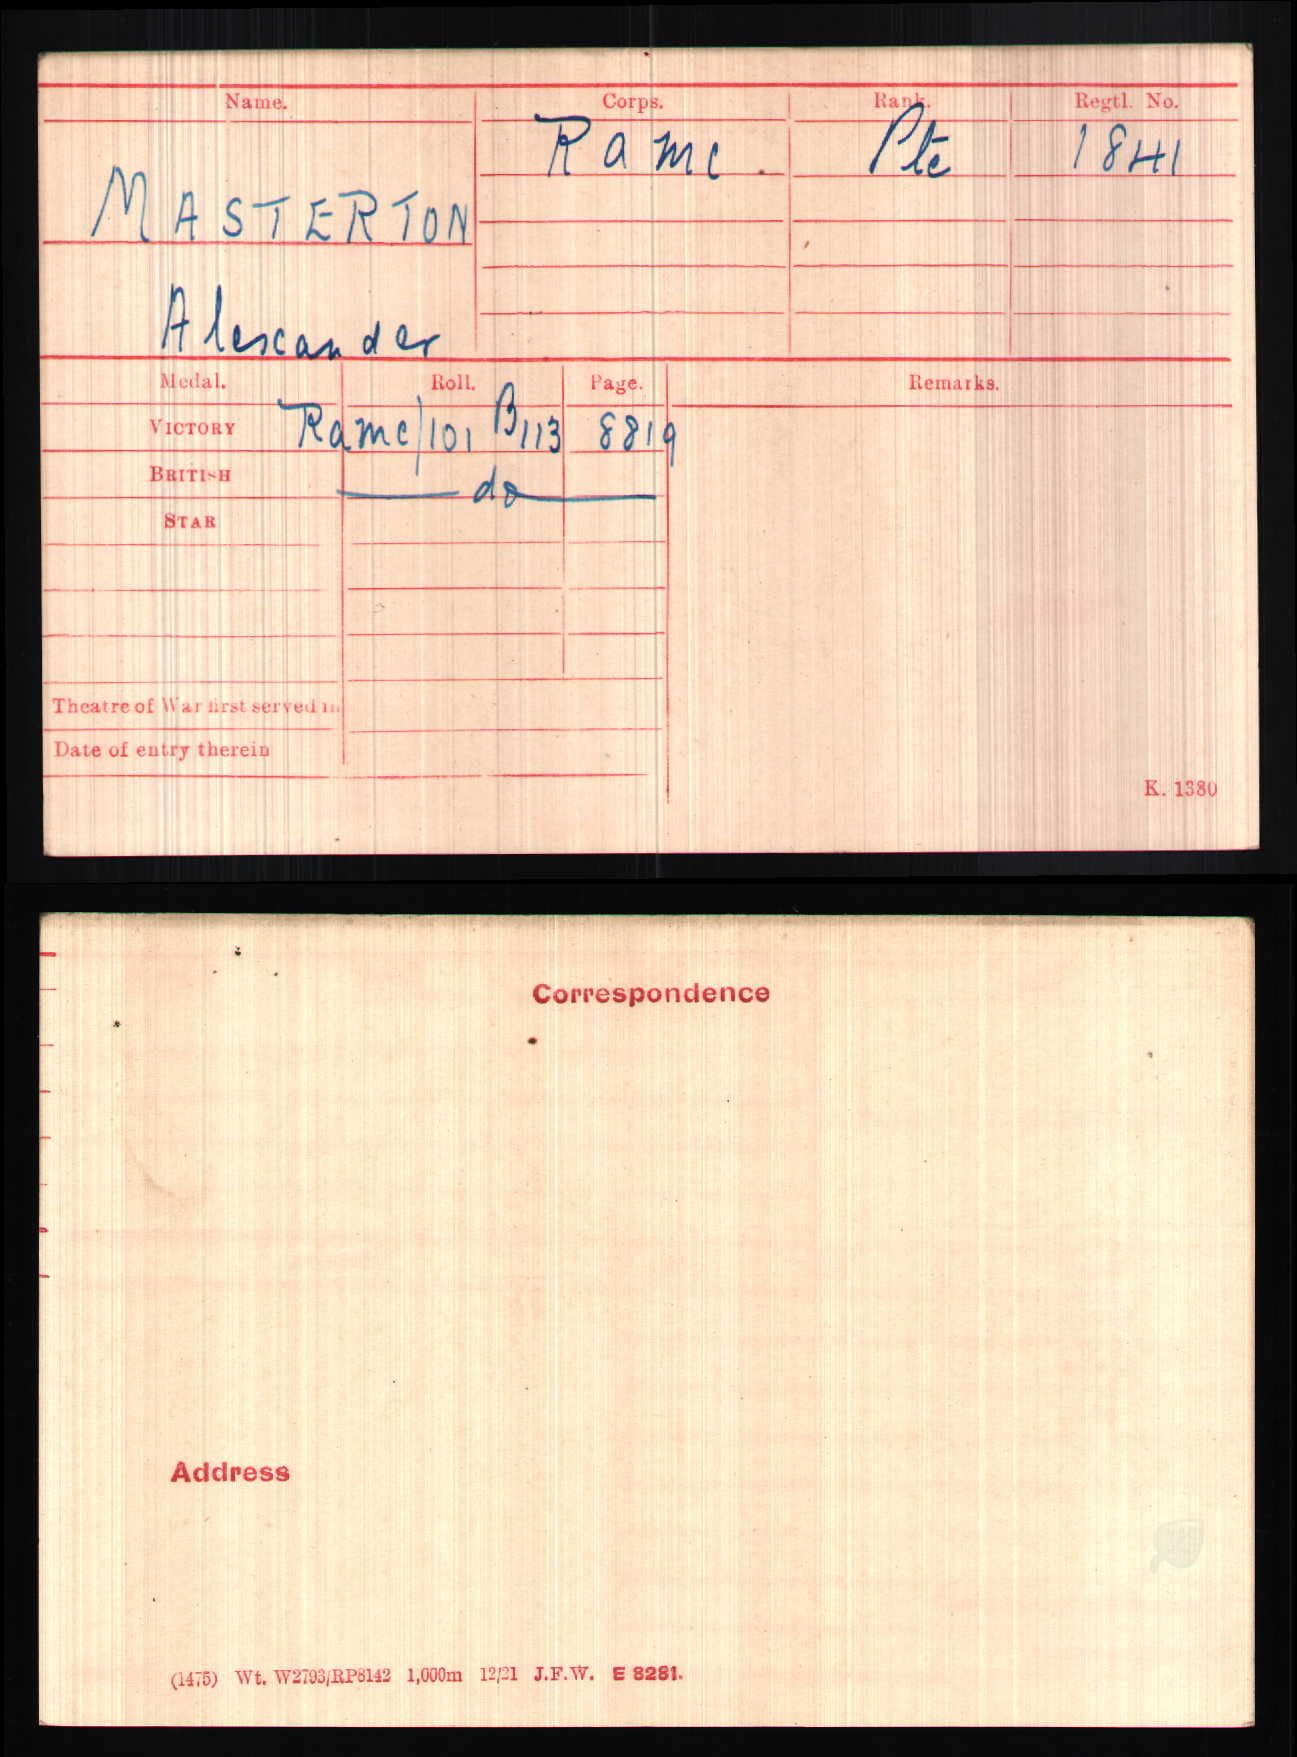 Name. Corps. Rank. Regtl. No.
Ramc. Pte 1841
MASTERTON
Alexander
Medal. Roll. Page. Remarks.
VICTORY Ramc/101 B113 8819
BRITISH do
STAR
Theatre of War first served in
Date of entry therein
K. 1380
Correspondence
Address
(1475) Wt. W2793/RP8142 1,000m 12/21 J.F.W. E 8281.